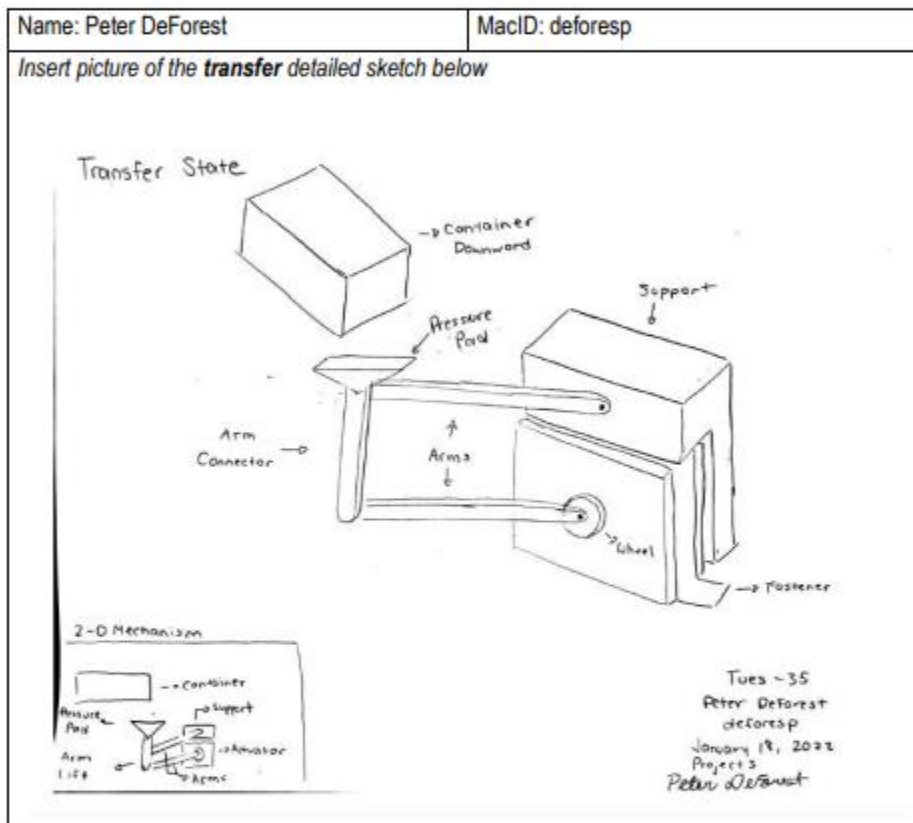 Name: Peter DeForest
MacID: deforesp
Insert picture of the transfer detailed sketch below
Transfer State
→ Container
Downward
Support
Pressure
Pad
Arm
Connector →
Arms
→ Wheel
→ Fastener
2-D Mechanism
→ Container
Pressure
Pad
→ Support
→ Actuator
Arm
Lift
→ Arms
Tues - 35
Peter DeForest
deforesp
January 18, 2022
Project 3
Peter DeForest